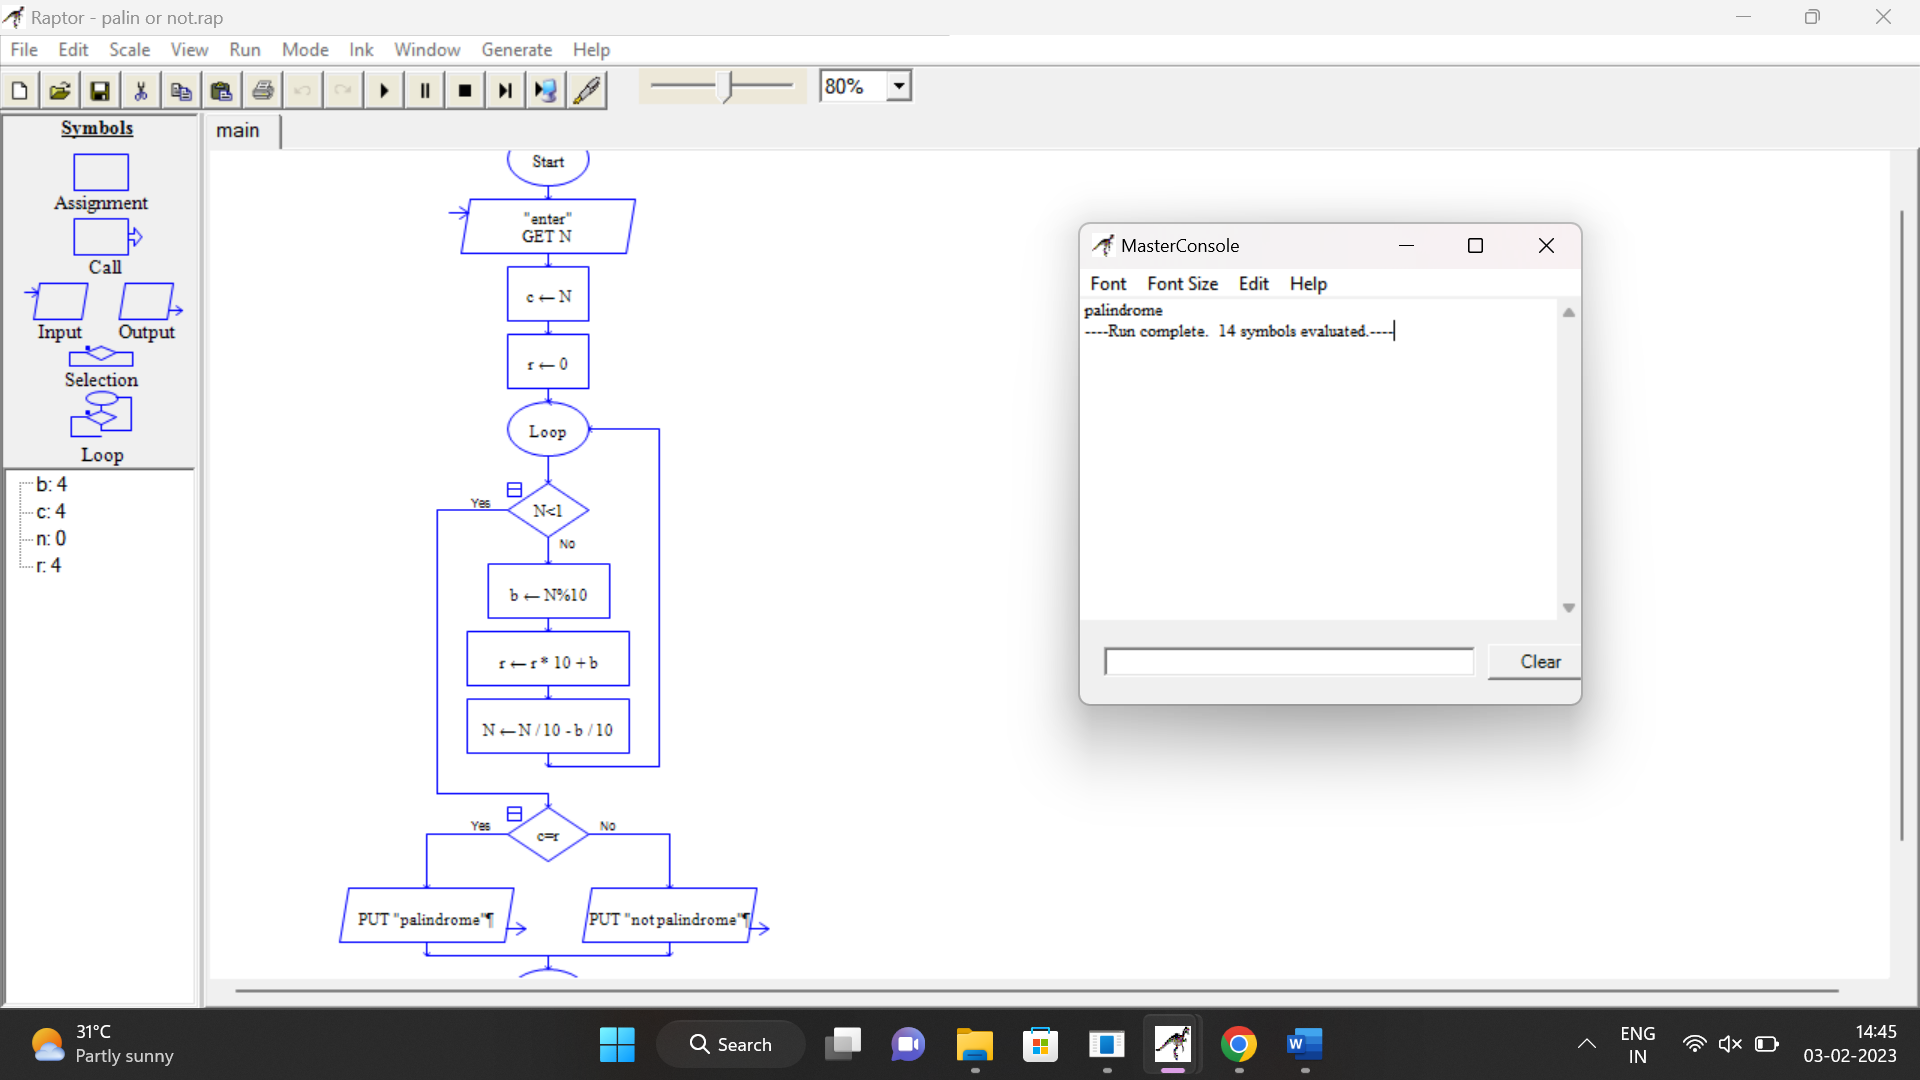 Raptor - palin or not.rap
File Edit Scale View Run Mode Ink Window Generate Help
80%
Symbols
Assignment
Call
Input Output
Selection
Loop
b: 4
c: 4
n: 0
r: 4
main
Start
"enter"
GET N
c ← N
r ← 0
Loop
Yes
N<1
No
b ← N%10
r ← r * 10 + b
N ← N / 10 - b / 10
Yes
No
c=r
PUT "palindrome"¶
PUT "not palindrome"¶
MasterConsole
Font Font Size Edit Help
palindrome
----Run complete.  14 symbols evaluated.----
Clear
31°C
Partly sunny
Search
W
ENG
IN
14:45
03-02-2023